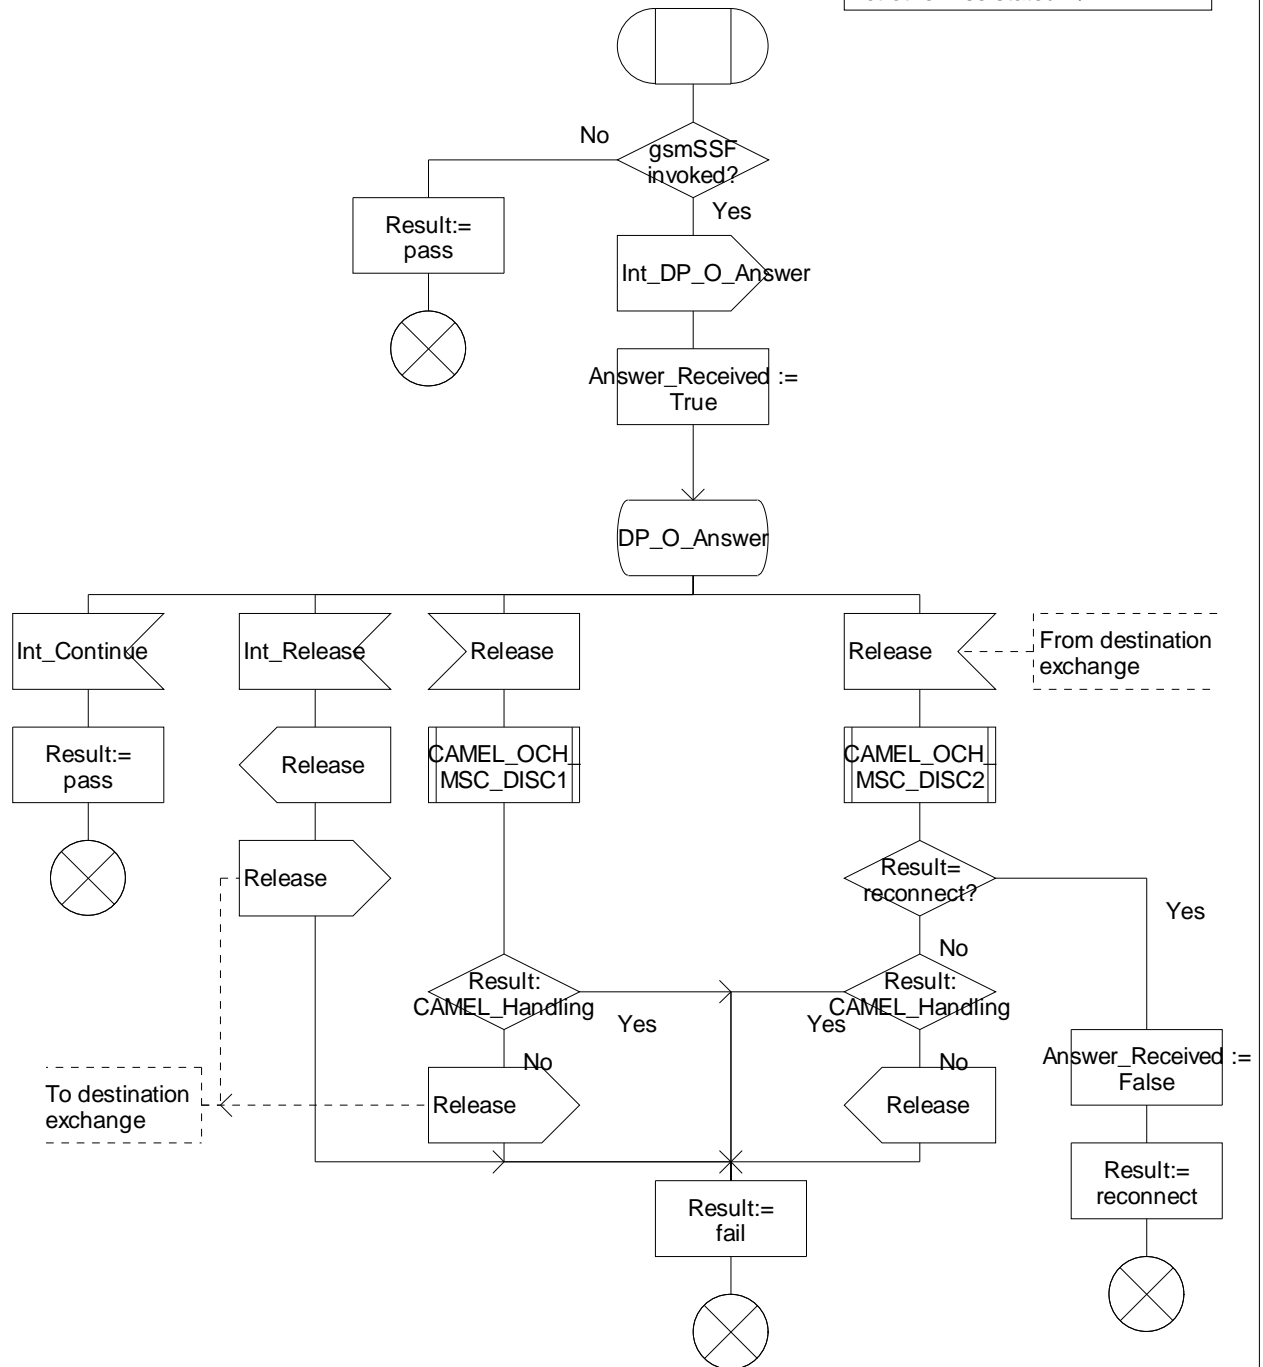 No
gsmSSF
invoked?
Yes
Result:=
pass
Int_DP_O_Answer
Answer_Received :=
True
DP_O_Answer
Int_Continue
Int_Release
Release
Release
From destination
exchange
Result:=
pass
Release
CAMEL_OCH_
MSC_DISC1
CAMEL_OCH_
MSC_DISC2
Release
Result=
reconnect?
Yes
No
Result:
CAMEL_Handling
Yes
Result:
CAMEL_Handling
Yes
No
No
Answer_Received :=
False
To destination
exchange
Release
Release
Result:=
reconnect
Result:=
fail